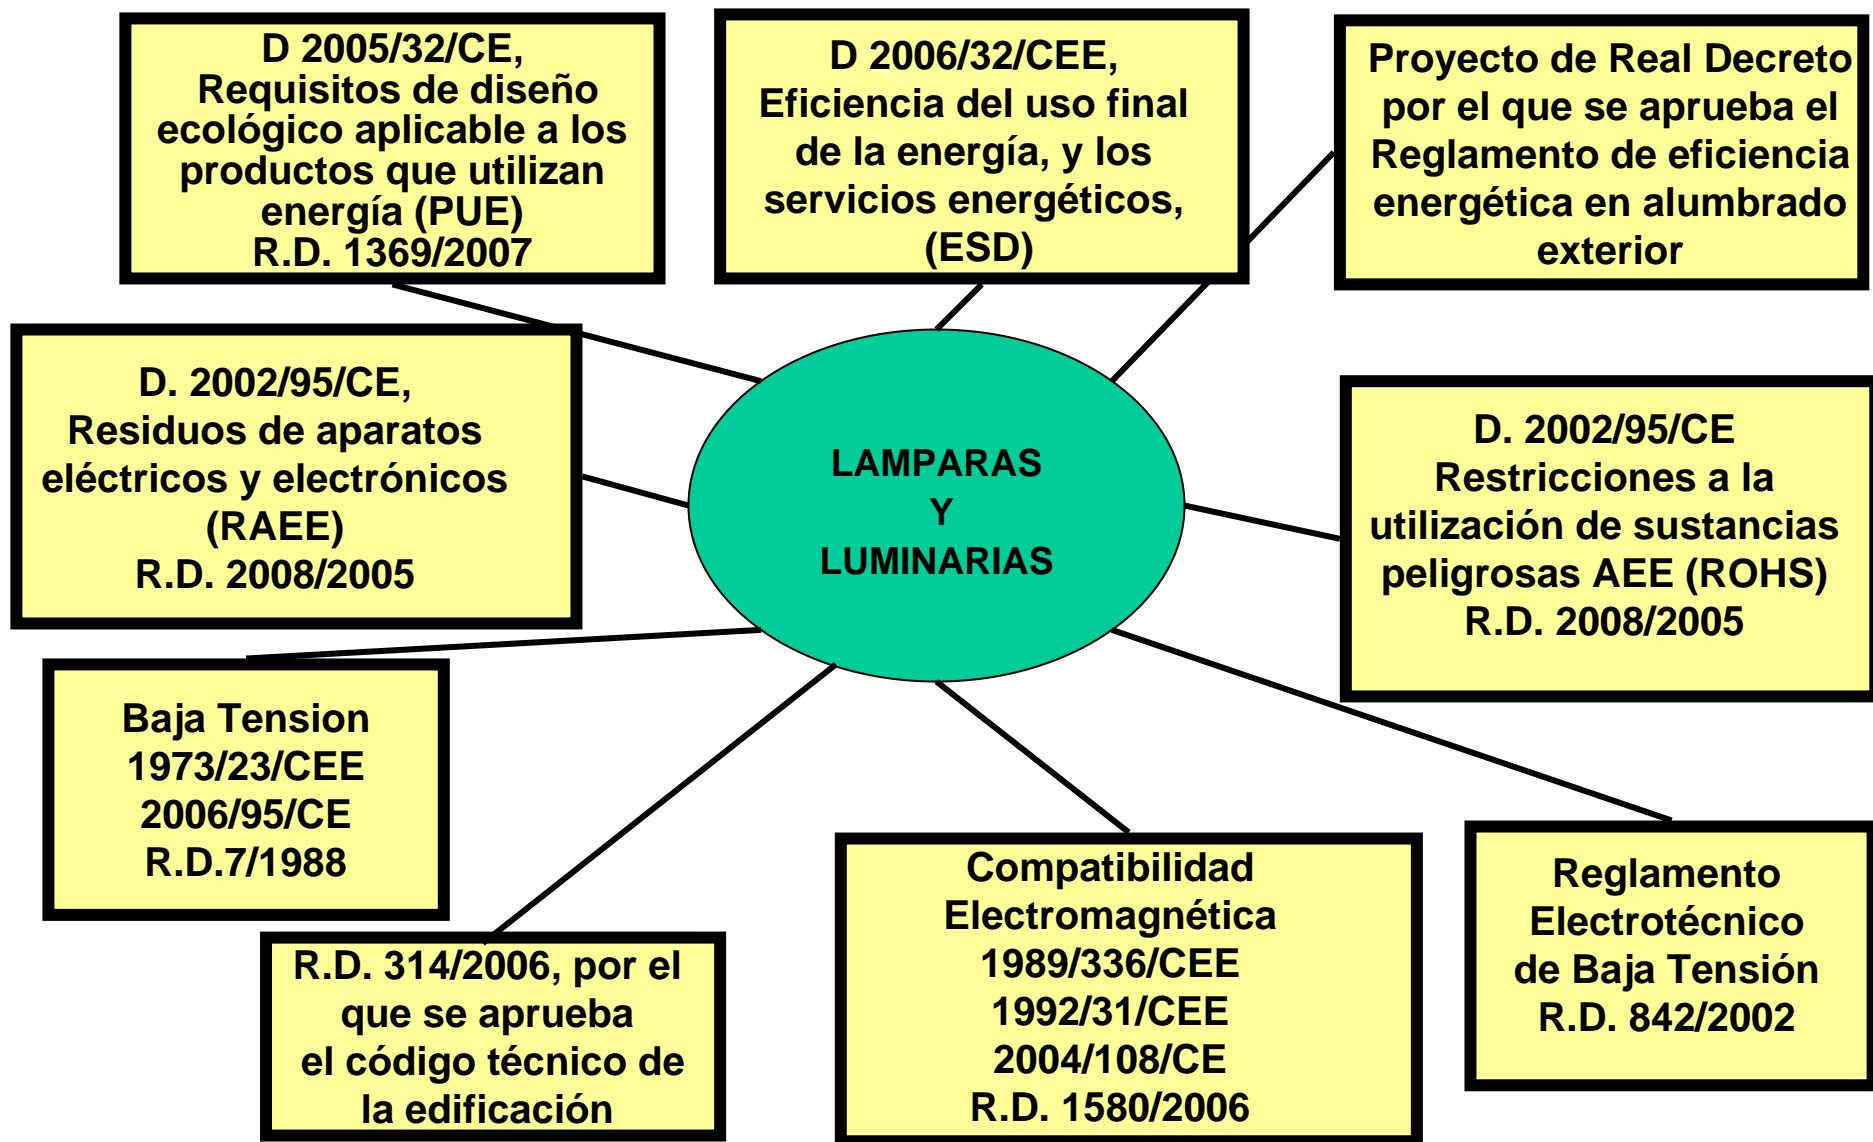 D 2005/32/CE,
Requisitos de diseño
ecológico aplicable a los
productos que utilizan
energía (PUE)
R.D. 1369/2007
D 2006/32/CEE,
Eficiencia del uso final
de la energía, y los
servicios energéticos,
(ESD)
Proyecto de Real Decreto
por el que se aprueba el
Reglamento de eficiencia
energética en alumbrado
exterior
D. 2002/95/CE,
Residuos de aparatos
eléctricos y electrónicos
(RAEE)
R.D. 2008/2005
LAMPARAS
Y
LUMINARIAS
D. 2002/95/CE
Restricciones a la
utilización de sustancias
peligrosas AEE (ROHS)
R.D. 2008/2005
Baja Tension
1973/23/CEE
2006/95/CE
R.D.7/1988
R.D. 314/2006, por el
que se aprueba
el código técnico de
la edificación
Compatibilidad
Electromagnética
1989/336/CEE
1992/31/CEE
2004/108/CE
R.D. 1580/2006
Reglamento
Electrotécnico
de Baja Tensión
R.D. 842/2002